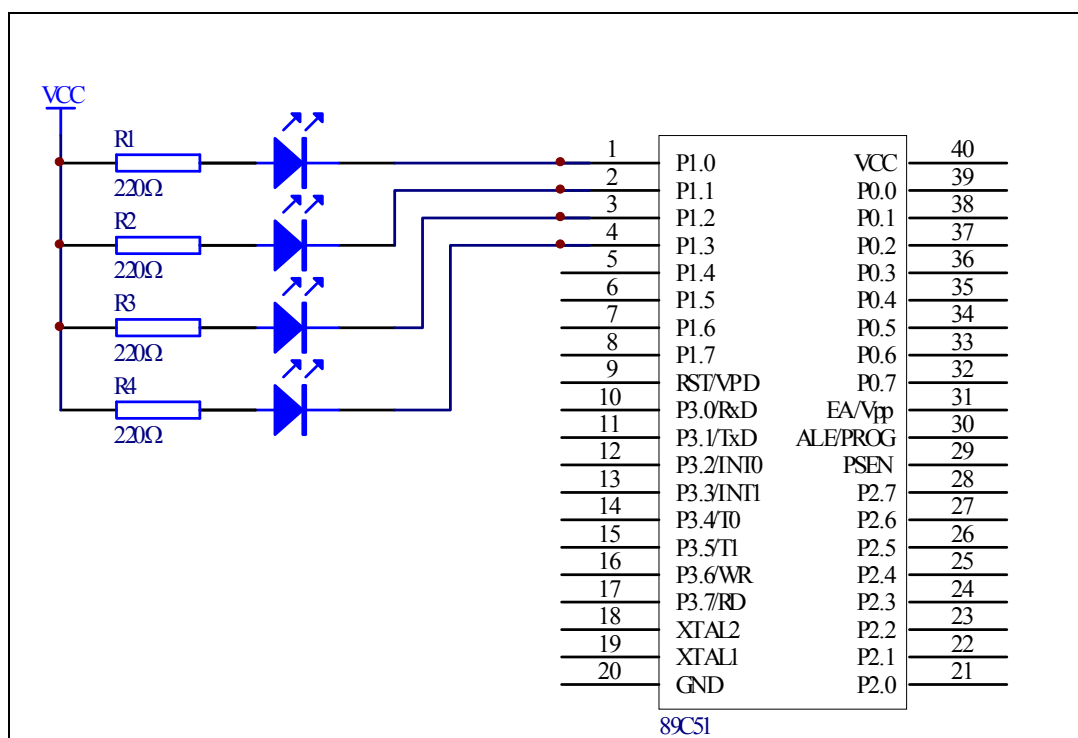 VCC
R1
220Ω
R2
220Ω
R3
220Ω
R4
220Ω
1 P1.0 VCC 40
2 P1.1 P0.0 39
3 P1.2 P0.1 38
4 P1.3 P0.2 37
5 P1.4 P0.3 36
6 P1.5 P0.4 35
7 P1.6 P0.5 34
8 P1.7 P0.6 33
9 RST/VPD P0.7 32
10 P3.0/RxD EA/Vpp 31
11 P3.1/TxD ALE/PROG 30
12 P3.2/INT0 PSEN 29
13 P3.3/INT1 P2.7 28
14 P3.4/T0 P2.6 27
15 P3.5/T1 P2.5 26
16 P3.6/WR P2.4 25
17 P3.7/RD P2.3 24
18 XTAL2 P2.2 23
19 XTAL1 P2.1 22
20 GND P2.0 21
89C51